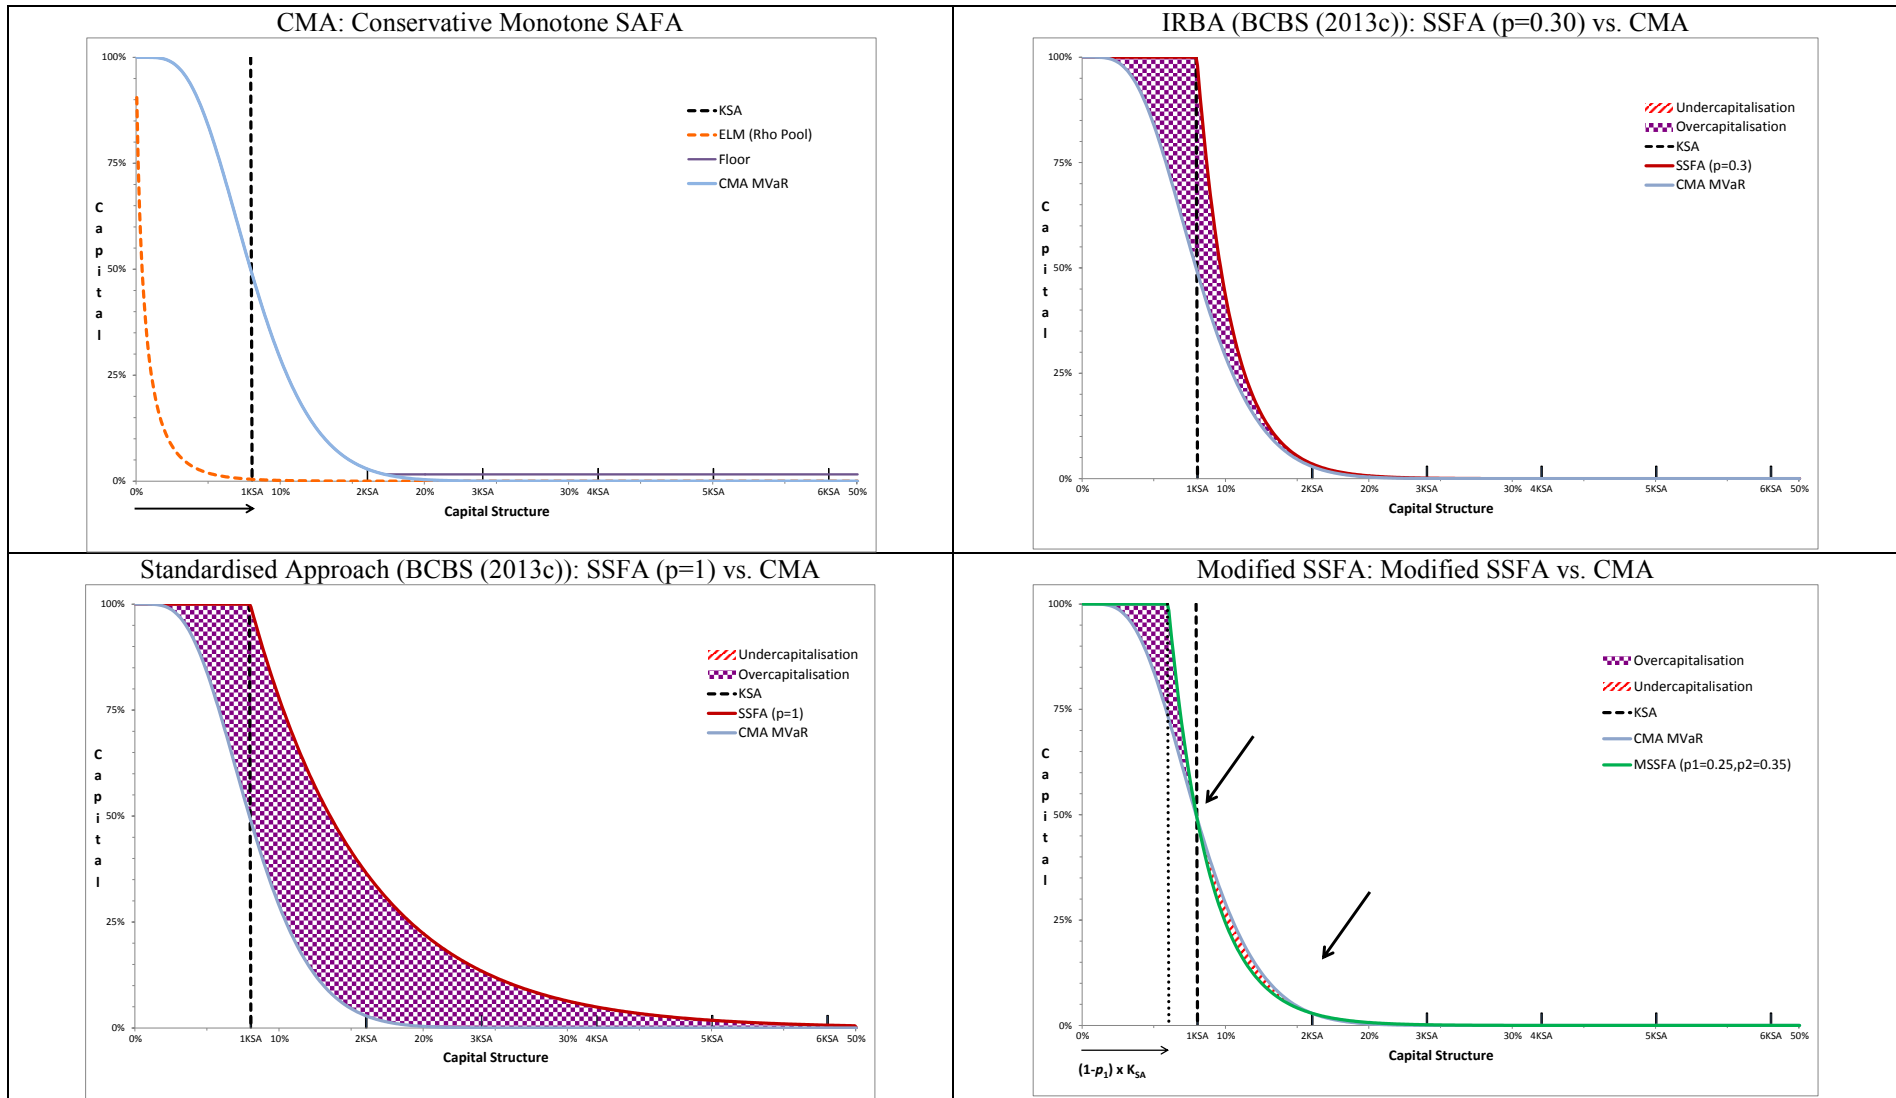 CMA: Conservative Monotone SAFA
100%
75%
50%
25%
0%
Capital
KSA
ELM (Rho Pool)
Floor
CMA MVaR
0% 1KSA 10% 2KSA 20% 3KSA 30% 4KSA 5KSA 6KSA 50%
Capital Structure
IRBA (BCBS (2013c)): SSFA (p=0.30) vs. CMA
100%
75%
50%
25%
0%
Capital
Undercapitalisation
Overcapitalisation
KSA
SSFA (p=0.3)
CMA MVaR
0% 1KSA 10% 2KSA 20% 3KSA 30% 4KSA 5KSA 6KSA 50%
Capital Structure
Standardised Approach (BCBS (2013c)): SSFA (p=1) vs. CMA
100%
75%
50%
25%
0%
Capital
Undercapitalisation
Overcapitalisation
KSA
SSFA (p=1)
CMA MVaR
0% 1KSA 10% 2KSA 20% 3KSA 30% 4KSA 5KSA 6KSA 50%
Capital Structure
Modified SSFA: Modified SSFA vs. CMA
100%
75%
50%
25%
0%
Capital
Overcapitalisation
Undercapitalisation
KSA
CMA MVaR
MSSFA (p1=0.25,p2=0.35)
0% 1KSA 10% 2KSA 20% 3KSA 30% 4KSA 5KSA 6KSA 50%
Capital Structure
(1-p₁) x K_SA